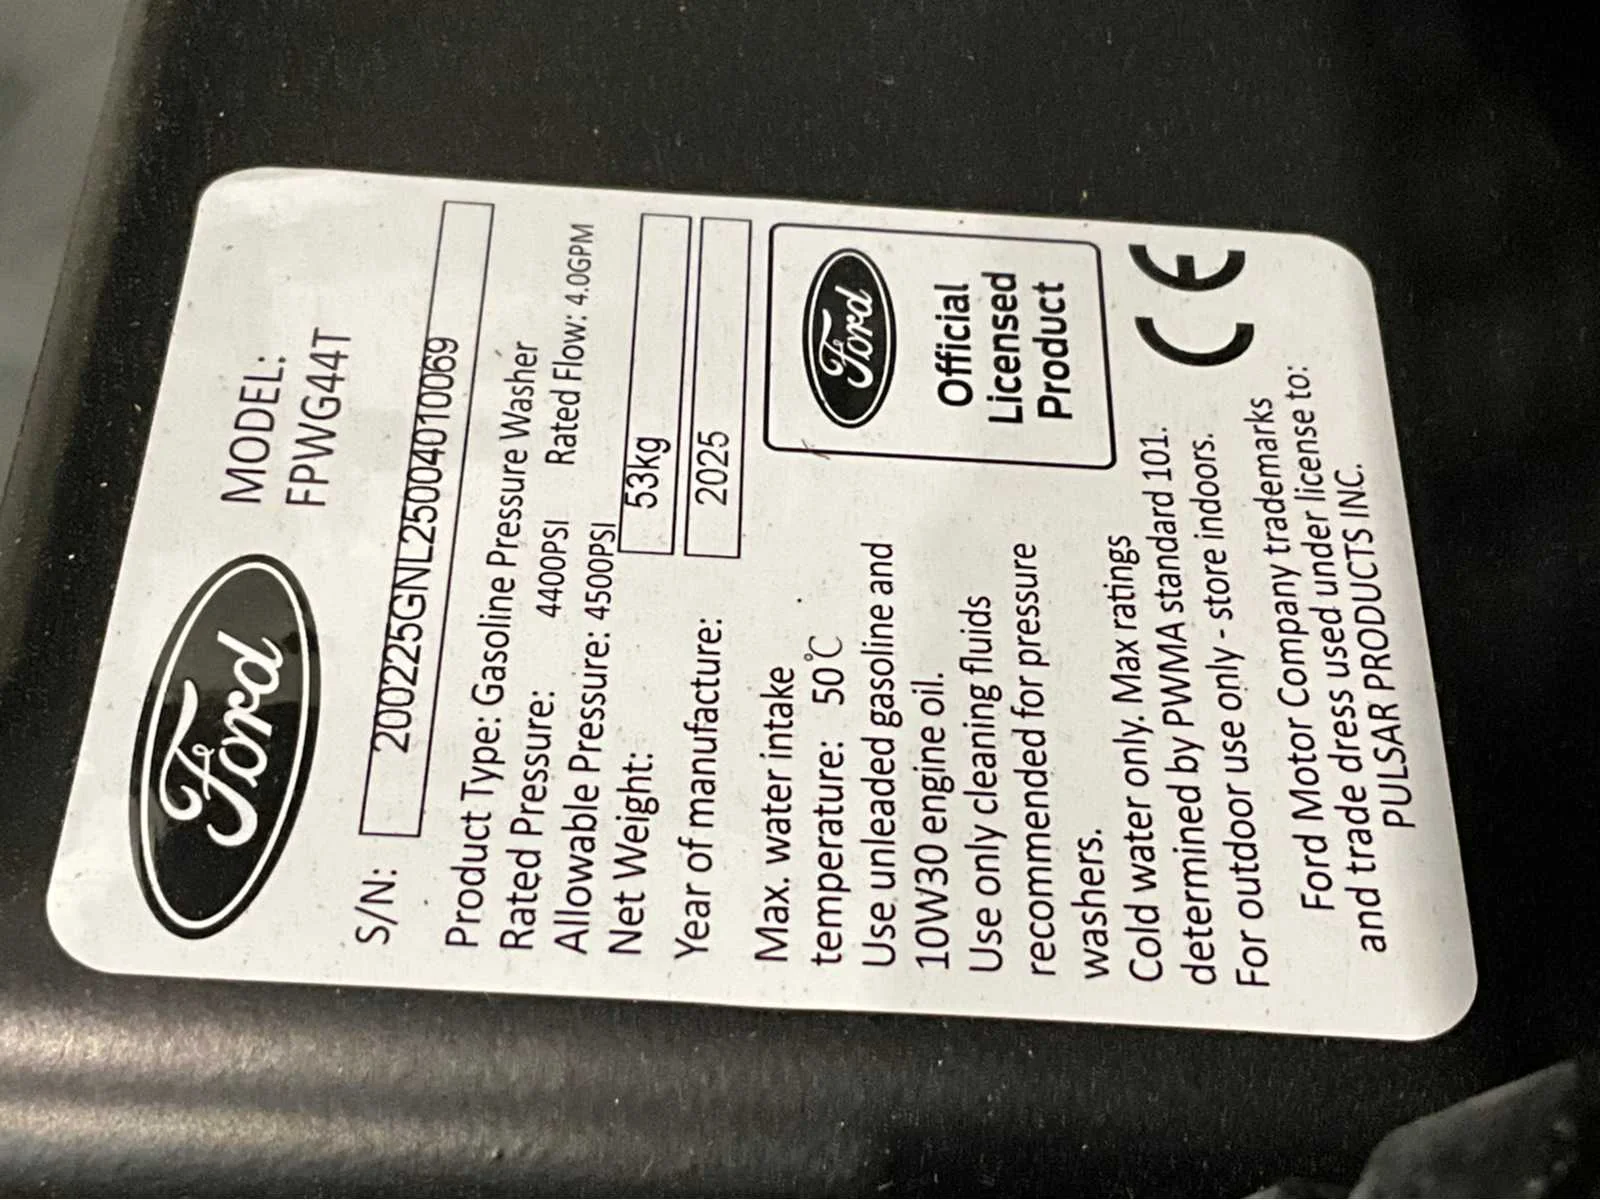 Ford
MODEL:
FPWG44T
S/N: 200225GNL25004010069
Product Type: Gasoline Pressure Washer
Rated Pressure: 4400PSI Rated Flow: 4.0GPM
Allowable Pressure: 4500PSI
Net Weight: 53kg
Year of manufacture: 2025
Max. water intake
temperature: 50℃
Use unleaded gasoline and
10W30 engine oil.
Use only cleaning fluids
recommended for pressure
washers.
Ford
Official
Licensed
Product
Cold water only. Max ratings
determined by PWMA standard 101.
For outdoor use only - store indoors.
CE
Ford Motor Company trademarks
and trade dress used under license to:
PULSAR PRODUCTS INC.